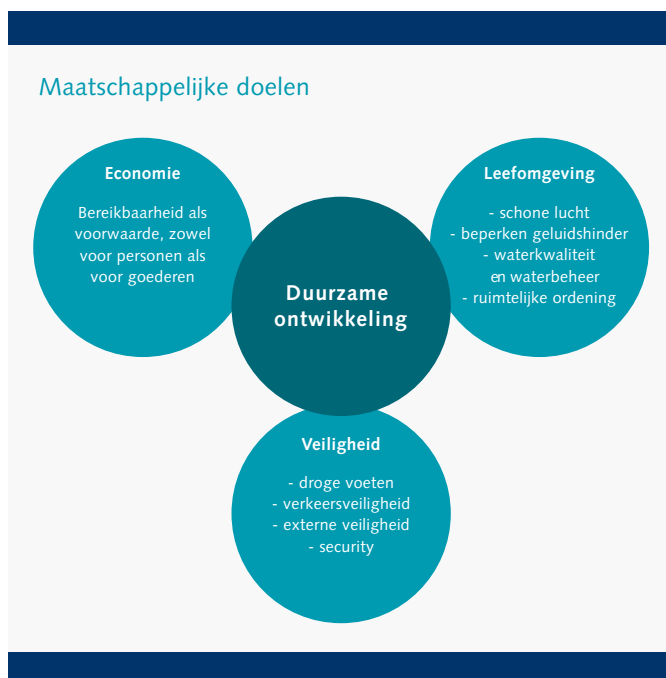 Maatschappelijke doelen
Economie
Bereikbaarheid als
voorwaarde, zowel
voor personen als
voor goederen
Leefomgeving
- schone lucht
- beperken geluidshinder
- waterkwaliteit
en waterbeheer
- ruimtelijke ordening
Duurzame
ontwikkeling
Veiligheid
- droge voeten
- verkeersveiligheid
- externe veiligheid
- security